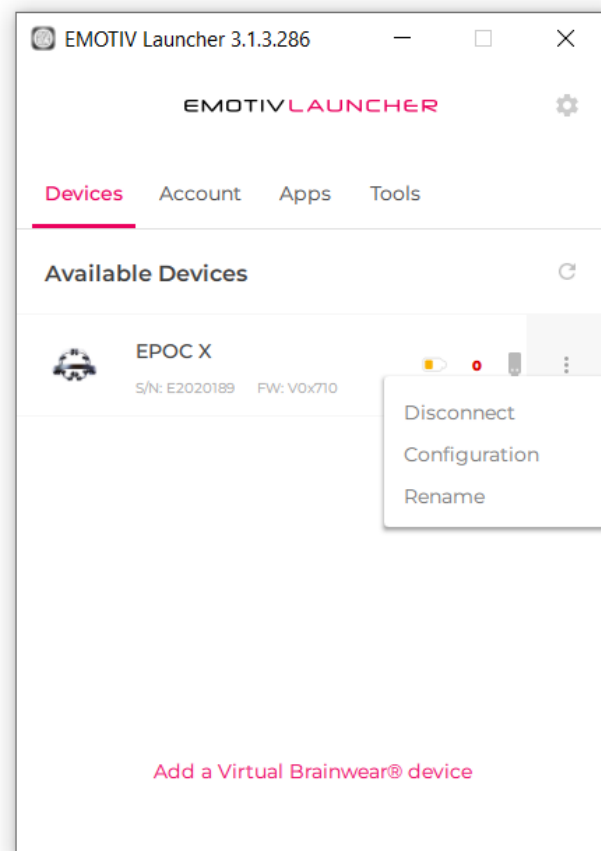 EMOTIV Launcher 3.1.3.286
EMOTIVLAUNCHER
Devices Account Apps Tools
Available Devices
EPOC X
0
S/N: E2020189 FW: V0x710
Disconnect
Configuration
Rename
Add a Virtual Brainwear® device